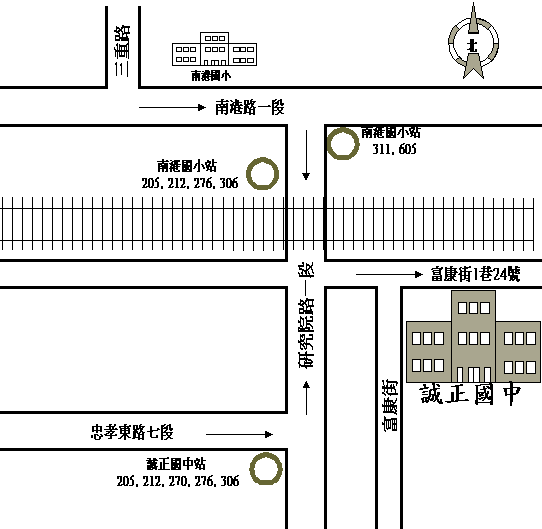 三重路
南港國小
北
南港路一段
南港國小站
311, 605
南港國小站
205, 212, 276, 306
研究院路一段
富康街1巷24號
誠正國中
富康街
忠孝東路七段
誠正國中站
205, 212, 270, 276, 306